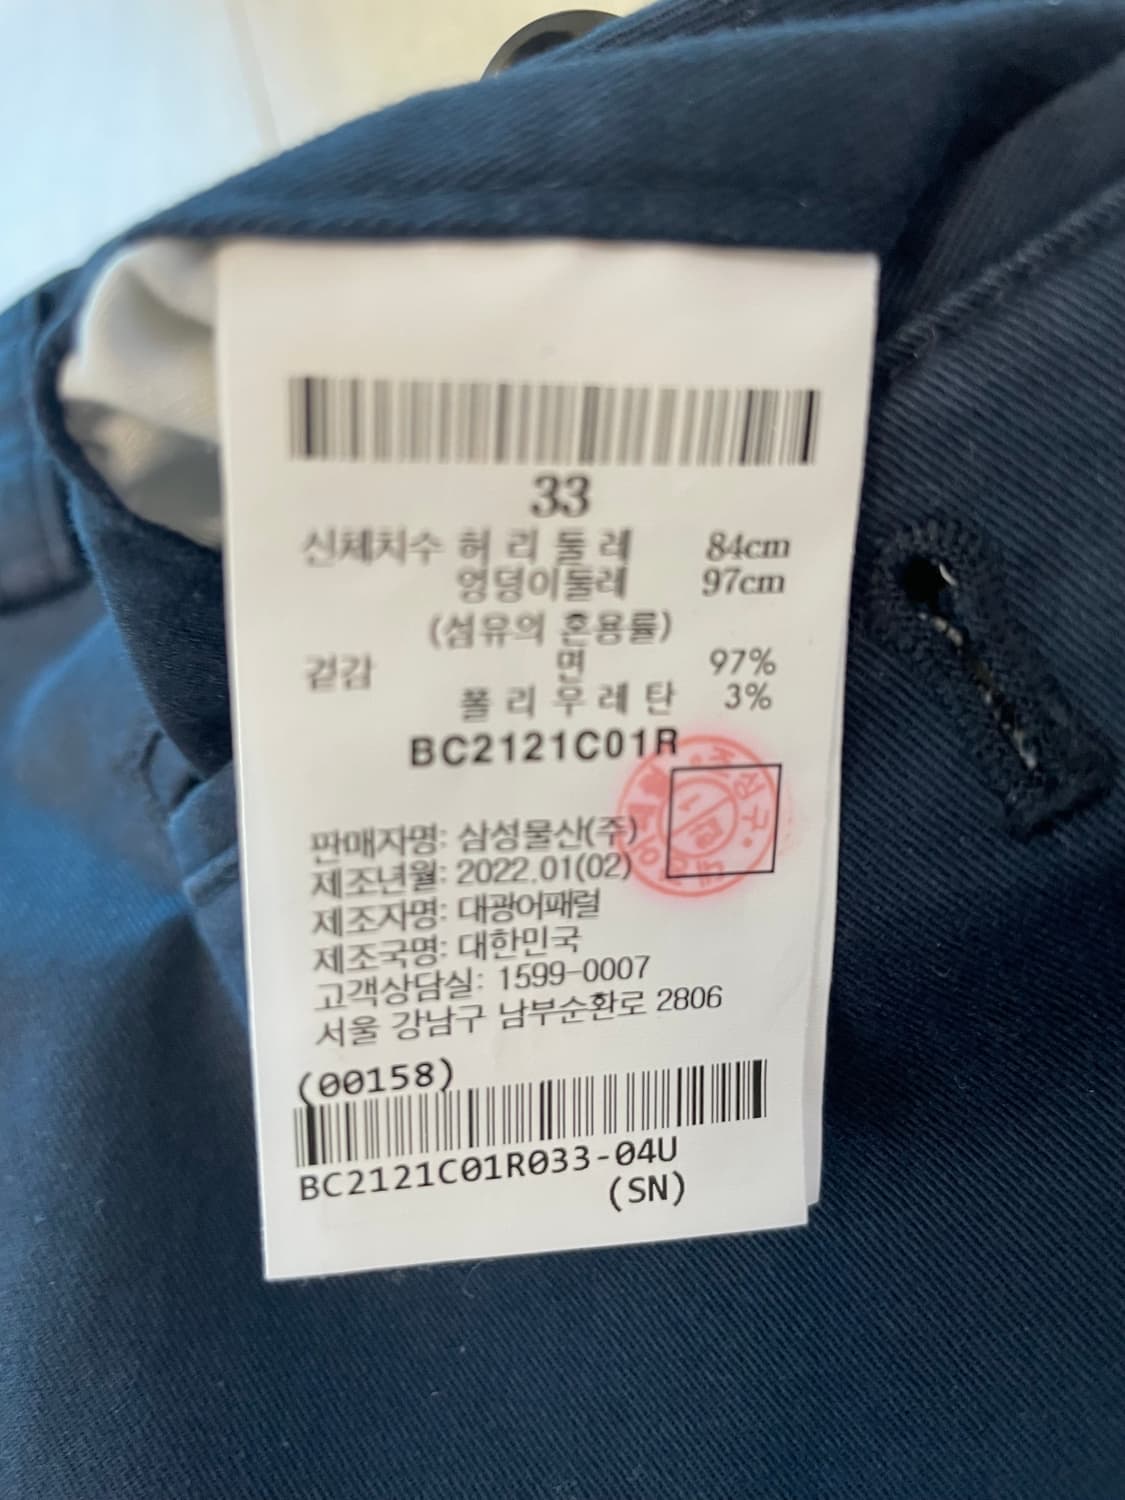 33
신체치수 허 리 둘 레 84cm
엉덩이둘레 97cm
(섬유의 혼용률)
겉감 면 97%
폴 리 우 레 탄 3%
BC2121C01R
판매자명: 삼성물산(주)
제조년월: 2022.01(02)
제조자명: 대광어패럴
제조국명: 대한민국
고객상담실: 1599-0007
서울 강남구 남부순환로 2806
(00158)
BC2121C01R033-04U
(SN)